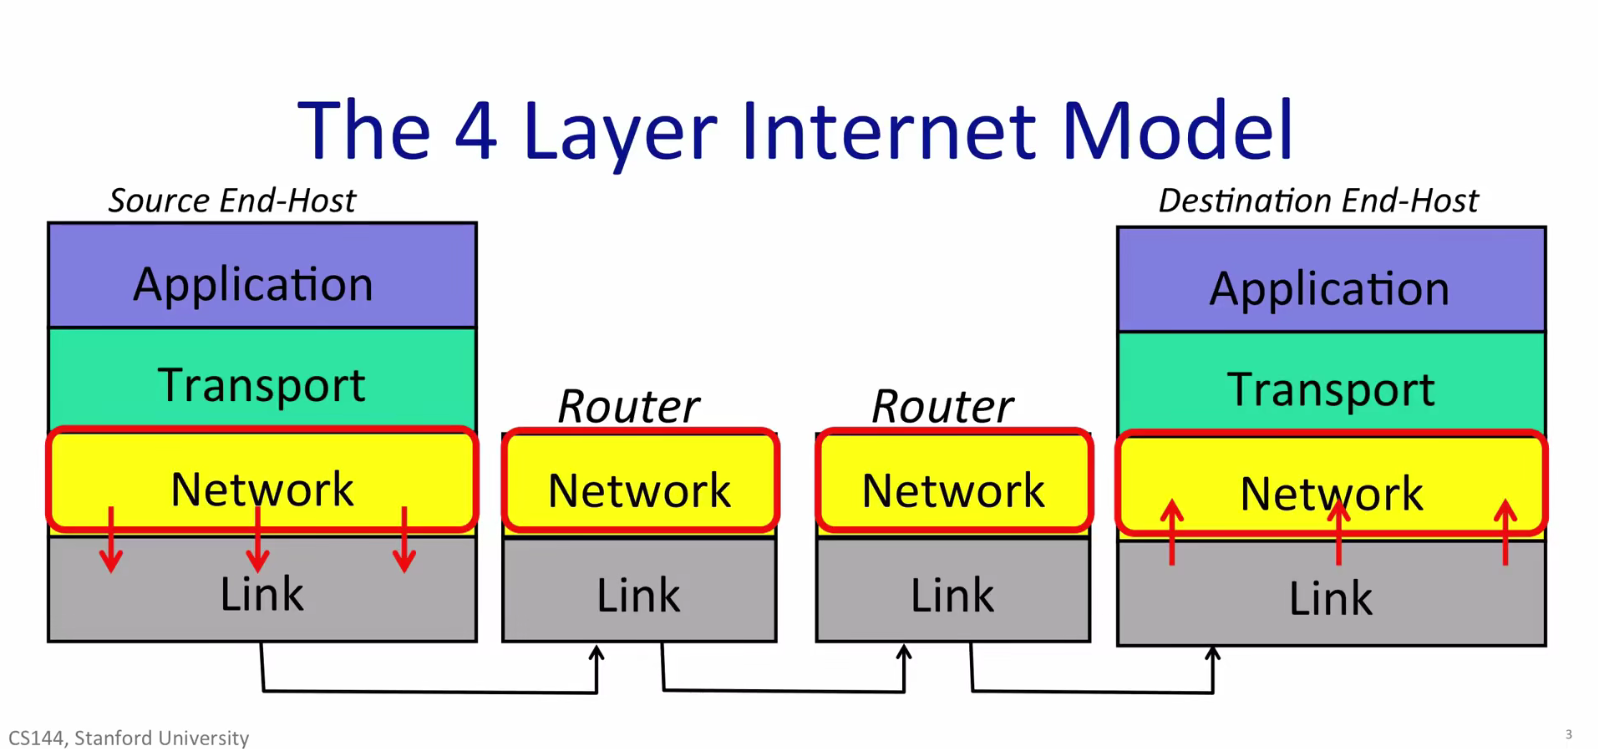 The 4 Layer Internet Model
Source End-Host
Application
Transport
Network
Link
Router
Network
Link
Router
Network
Link
Destination End-Host
Application
Transport
Network
Link
CS144, Stanford University
3